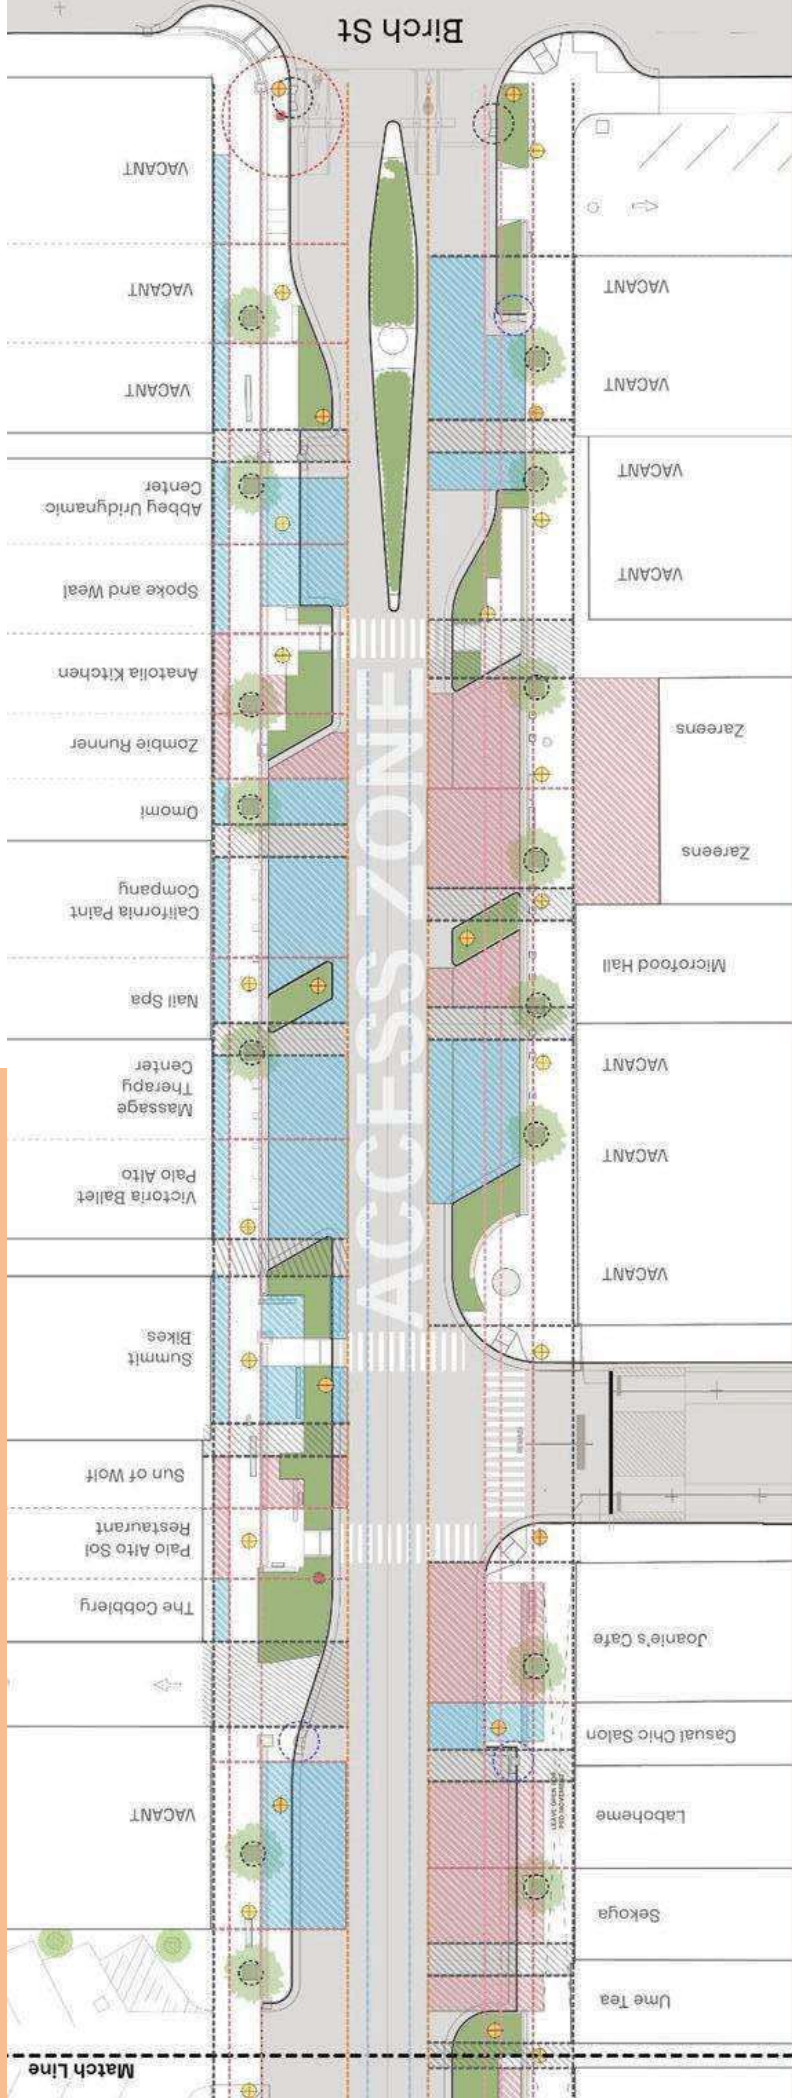 Match Line
Ume Tea
Sekoya
Laboheme
Casual Chic Salon
Joanie's Cafe
VACANT
VACANT
VACANT
Microfood Hall
Zareens
Zareens
VACANT
VACANT
VACANT
VACANT
ACCESS ZONE
VACANT
The Cobblery
Palo Alto Sol
Restaurant
Sun of Wolf
Summit
Bikes
Victoria Ballet
Palo Alto
Massage
Therapy
Center
Nail Spa
California Paint
Company
Omomi
Zombie Runner
Anatolia Kitchen
Spoke and Weal
Abbey Uridynamic
Center
VACANT
VACANT
VACANT
Birch St